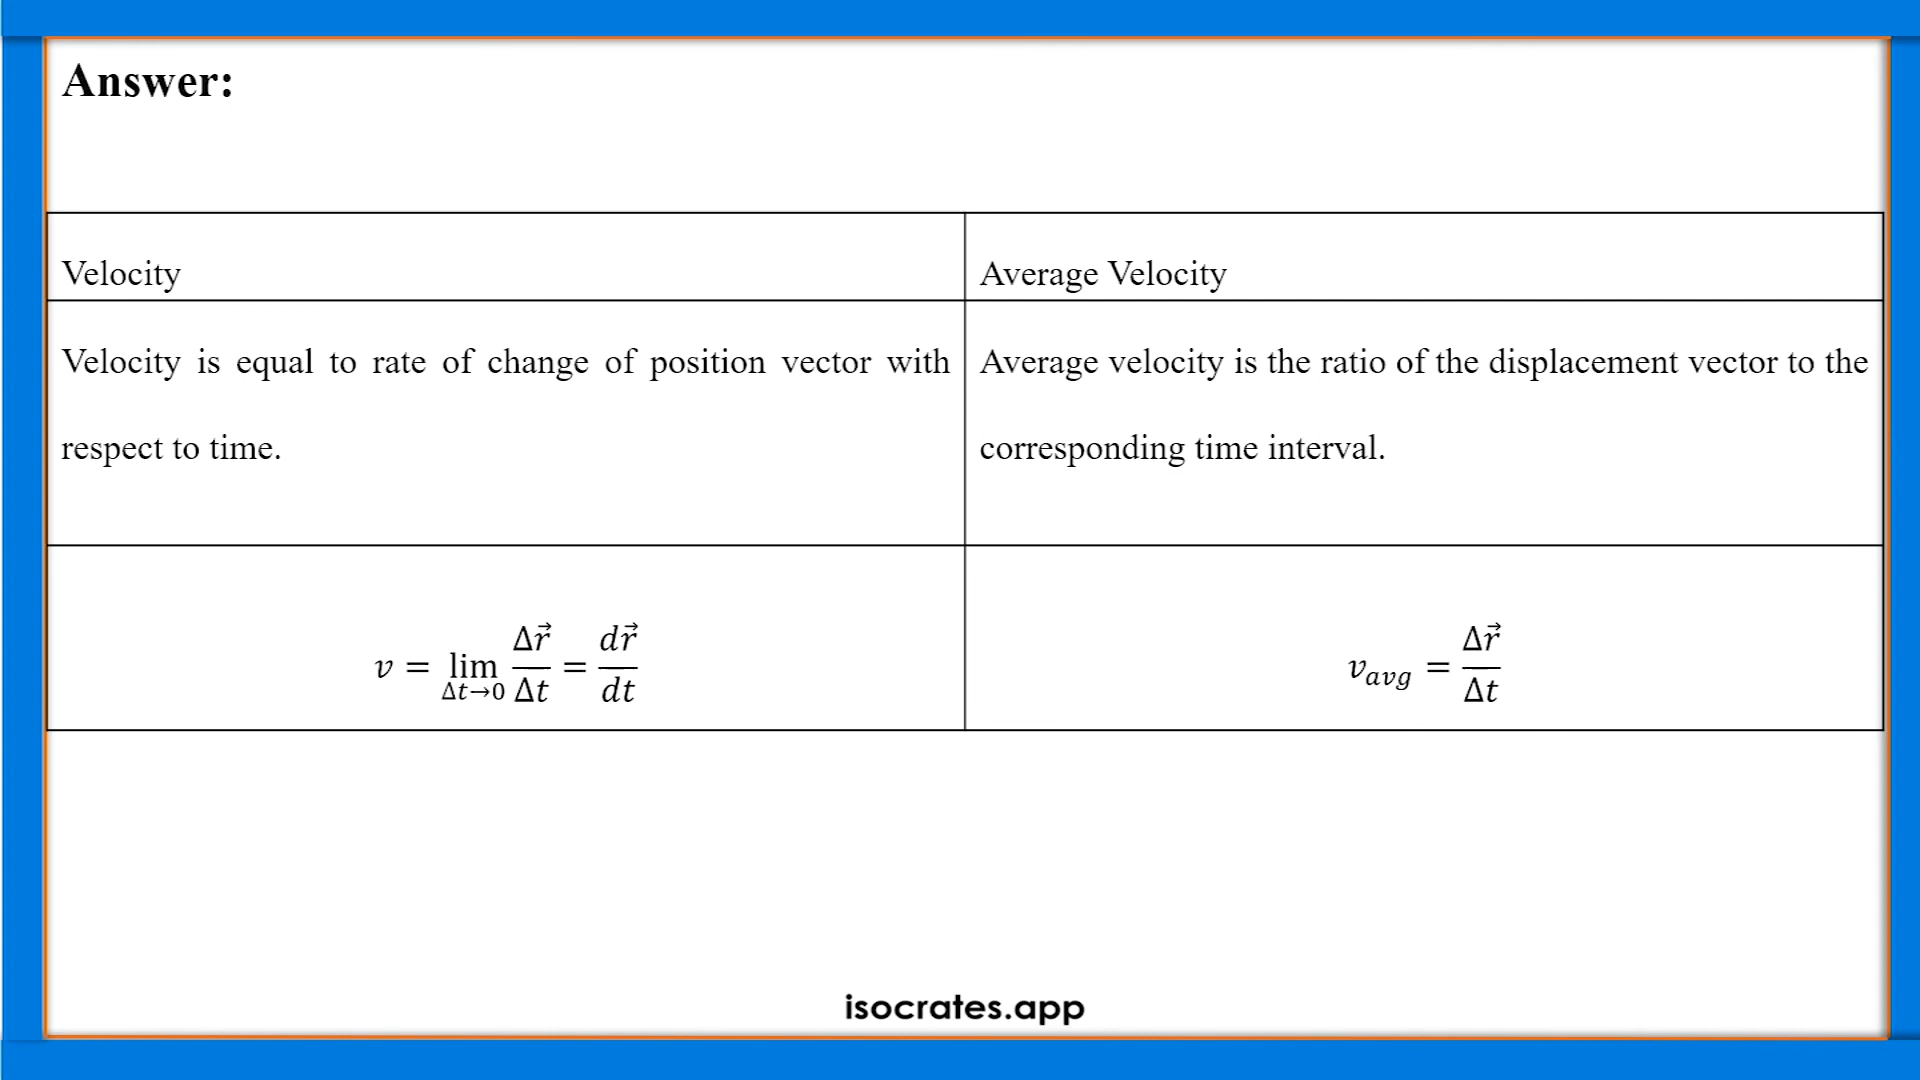 Answer:
Velocity
Average Velocity
Velocity is equal to rate of change of position vector with
respect to time.
Average velocity is the ratio of the displacement vector to the
corresponding time interval.
v = lim_{Δt→0} Δr⃗/Δt = dr⃗/dt
v_{avg} = Δr⃗/Δt
isocrates.app